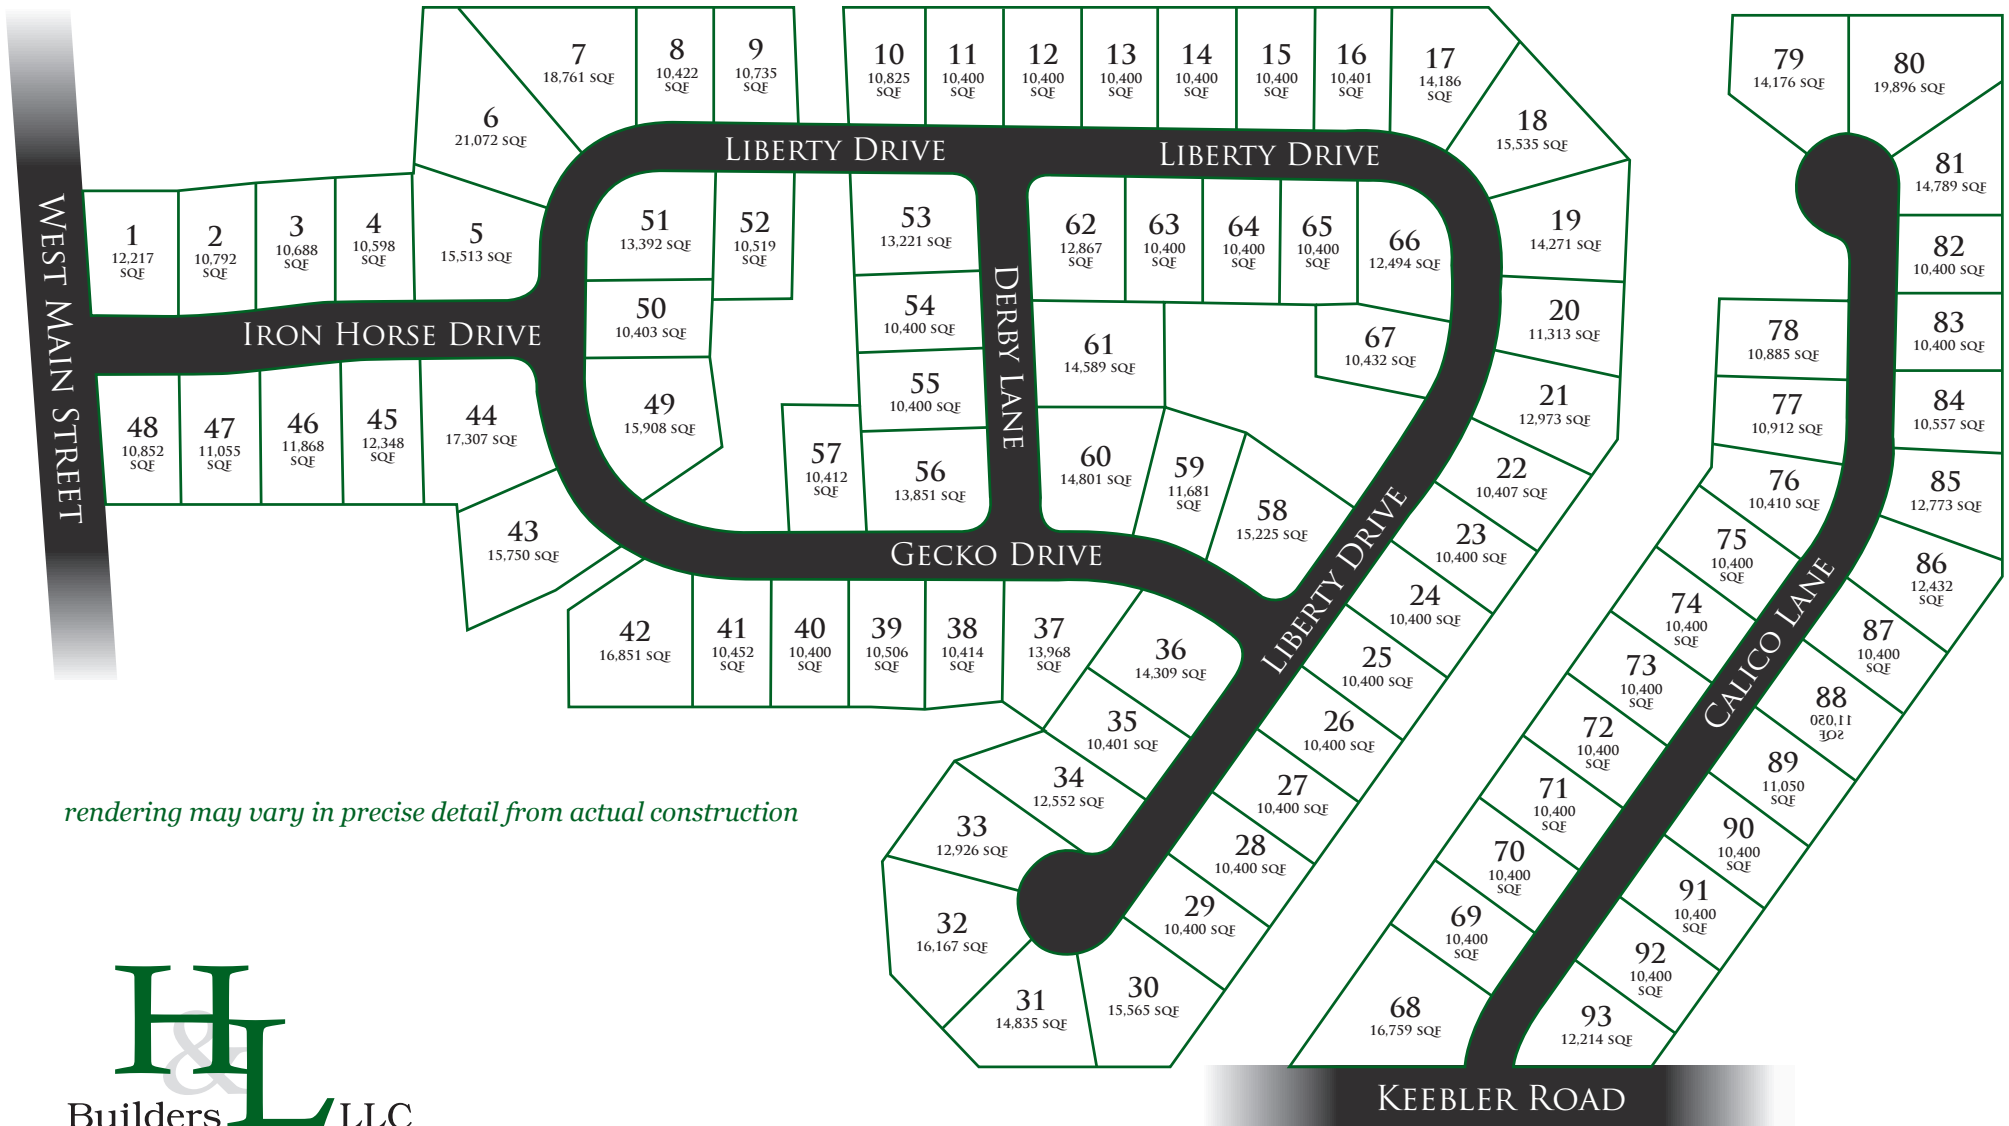 WEST MAIN STREET
IRON HORSE DRIVE
LIBERTY DRIVE
LIBERTY DRIVE
DERBY LANE
GECKO DRIVE
LIBERTY DRIVE
CALICO LANE
KEEBLER ROAD
1
12,217
SQF
2
10,792
SQF
3
10,688
SQF
4
10,598
SQF
5
15,513 SQF
6
21,072 SQF
7
18,761 SQF
8
10,422
SQF
9
10,735
SQF
10
10,825
SQF
11
10,400
SQF
12
10,400
SQF
13
10,400
SQF
14
10,400
SQF
15
10,400
SQF
16
10,401
SQF
17
14,186
SQF
18
15,535 SQF
19
14,271 SQF
20
11,313 SQF
21
12,973 SQF
22
10,407 SQF
23
10,400 SQF
24
10,400 SQF
25
10,400 SQF
26
10,400 SQF
27
10,400 SQF
28
10,400 SQF
29
10,400 SQF
30
15,565 SQF
31
14,835 SQF
32
16,167 SQF
33
12,926 SQF
34
12,552 SQF
35
10,401 SQF
36
14,309 SQF
37
13,968
SQF
38
10,414
SQF
39
10,506
SQF
40
10,400
SQF
41
10,452
SQF
42
16,851 SQF
43
15,750 SQF
44
17,307 SQF
45
12,348
SQF
46
11,868
SQF
47
11,055
SQF
48
10,852
SQF
49
15,908 SQF
50
10,403 SQF
51
13,392 SQF
52
10,519
SQF
53
13,221 SQF
54
10,400 SQF
55
10,400 SQF
56
13,851 SQF
57
10,412
SQF
58
15,225 SQF
59
11,681
SQF
60
14,801 SQF
61
14,589 SQF
62
12,867
SQF
63
10,400
SQF
64
10,400
SQF
65
10,400
SQF
66
12,494 SQF
67
10,432 SQF
68
16,759 SQF
69
10,400
SQF
70
10,400
SQF
71
10,400
SQF
72
10,400
SQF
73
10,400
SQF
74
10,400
SQF
75
10,400
SQF
76
10,410 SQF
77
10,912 SQF
78
10,885 SQF
79
14,176 SQF
80
19,896 SQF
81
14,789 SQF
82
10,400 SQF
83
10,400 SQF
84
10,557 SQF
85
12,773 SQF
86
12,432
SQF
87
10,400
SQF
88
11,050
SQF
89
11,050
SQF
90
10,400
SQF
91
10,400
SQF
92
10,400
SQF
93
12,214 SQF
rendering may vary in precise detail from actual construction
H&L
Builders LLC